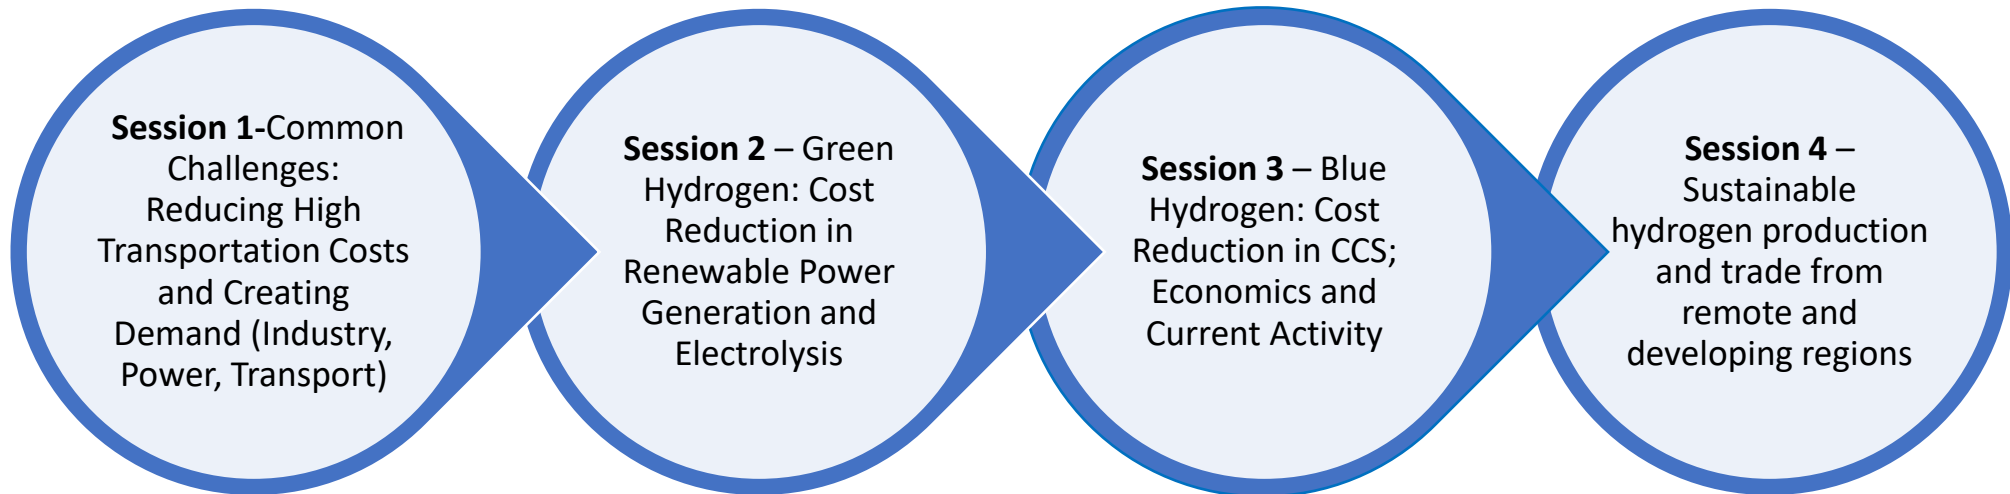 Session 1-Common
Challenges:
Reducing High
Transportation Costs
and Creating
Demand (Industry,
Power, Transport)
Session 2 – Green
Hydrogen: Cost
Reduction in
Renewable Power
Generation and
Electrolysis
Session 3 – Blue
Hydrogen: Cost
Reduction in CCS;
Economics and
Current Activity
Session 4 –
Sustainable
hydrogen production
and trade from
remote and
developing regions